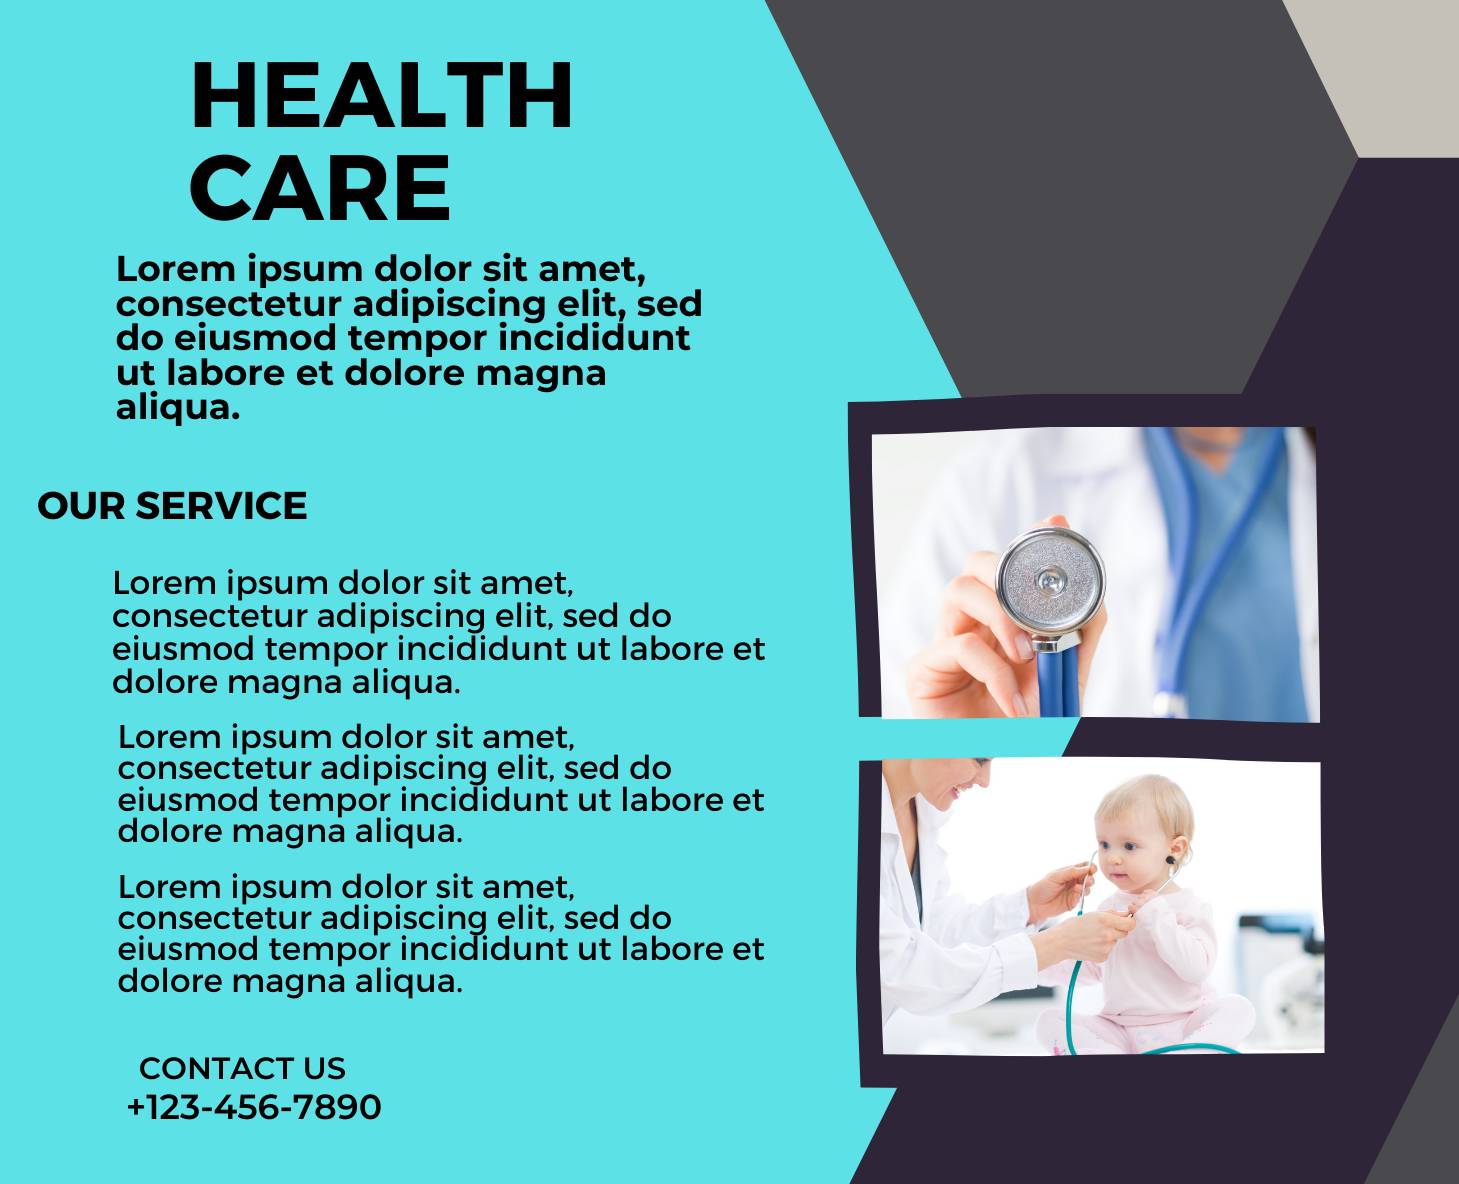 HEALTH
CARE
Lorem ipsum dolor sit amet,
consectetur adipiscing elit, sed
do eiusmod tempor incididunt
ut labore et dolore magna
aliqua.
OUR SERVICE
Lorem ipsum dolor sit amet,
consectetur adipiscing elit, sed do
eiusmod tempor incididunt ut labore et
dolore magna aliqua.
Lorem ipsum dolor sit amet,
consectetur adipiscing elit, sed do
eiusmod tempor incididunt ut labore et
dolore magna aliqua.
Lorem ipsum dolor sit amet,
consectetur adipiscing elit, sed do
eiusmod tempor incididunt ut labore et
dolore magna aliqua.
CONTACT US
+123-456-7890